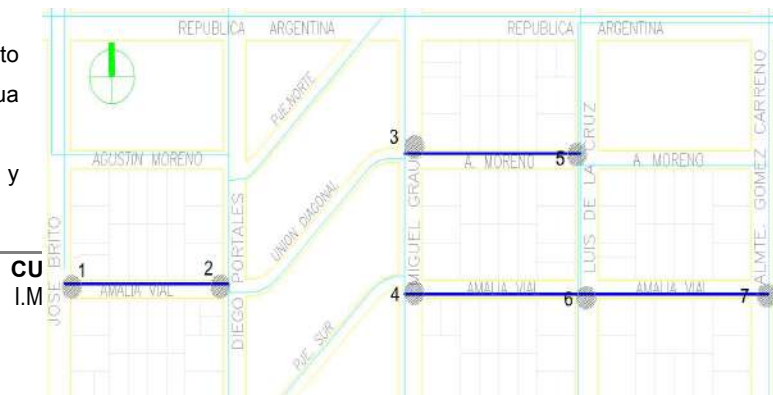 to
ua
y
CU
I.M
REPUBLICA ARGENTINA
REPUBLICA ARGENTINA
PJE.NORTE
AGUSTIN MORENO
3
A. MORENO
5
A. MORENO
JOSE BRITO
DIEGO PORTALES
UNION DIAGONAL
MIGUEL GRAU
LUIS DE LA CRUZ
ALMTE. GOMEZ CARRENO
1
2
AMALIA VIAL
4
AMALIA VIAL
6
AMALIA VIAL
7
PJE. SUR